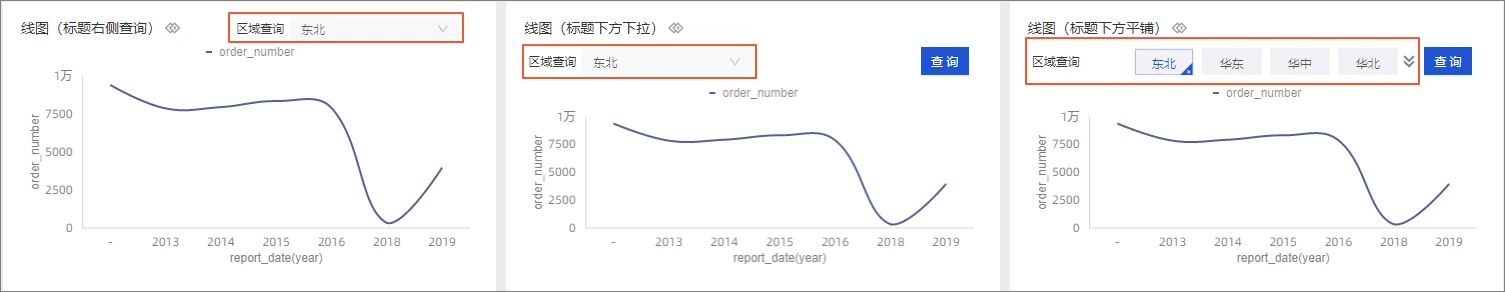 线图（标题右侧查询）
区域查询 东北
order_number
1万
7500
5000
2500
0
order_number
- 2013 2014 2015 2016 2018 2019
report_date(year)
线图（标题下方下拉）
区域查询 东北 查询
order_number
1万
7500
5000
2500
0
order_number
- 2013 2014 2015 2016 2018 2019
report_date(year)
线图（标题下方平铺）
区域查询 东北 华东 华中 华北 查询
order_number
1万
7500
5000
2500
0
order_number
- 2013 2014 2015 2016 2018 2019
report_date(year)